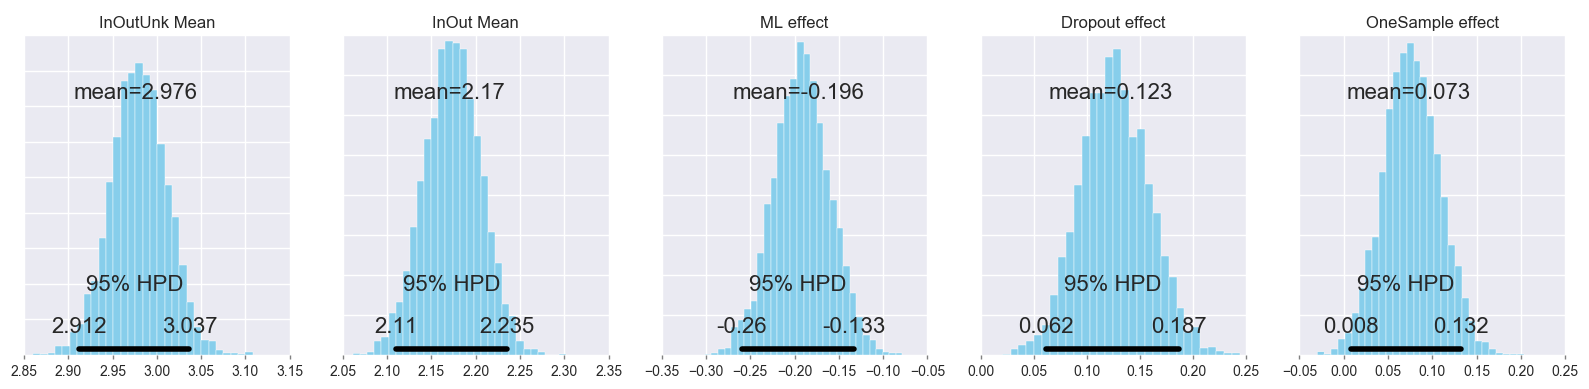 InOutUnk Mean
mean=2.976
95% HPD
2.912 3.037
2.85 2.90 2.95 3.00 3.05 3.10 3.15
InOut Mean
mean=2.17
95% HPD
2.11 2.235
2.05 2.10 2.15 2.20 2.25 2.30 2.35
ML effect
mean=-0.196
95% HPD
-0.26 -0.133
−0.35 −0.30 −0.25 −0.20 −0.15 −0.10 −0.05
Dropout effect
mean=0.123
95% HPD
0.062 0.187
0.00 0.05 0.10 0.15 0.20 0.25
OneSample effect
mean=0.073
95% HPD
0.008 0.132
−0.05 0.00 0.05 0.10 0.15 0.20 0.25